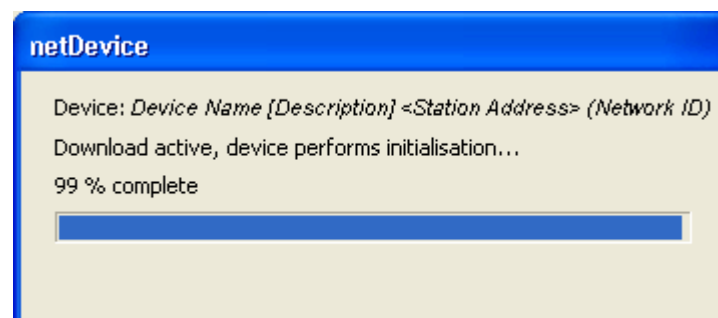 netDevice
Device: Device Name [Description] <Station Address> (Network ID)
Download active, device performs initialisation...
99 % complete